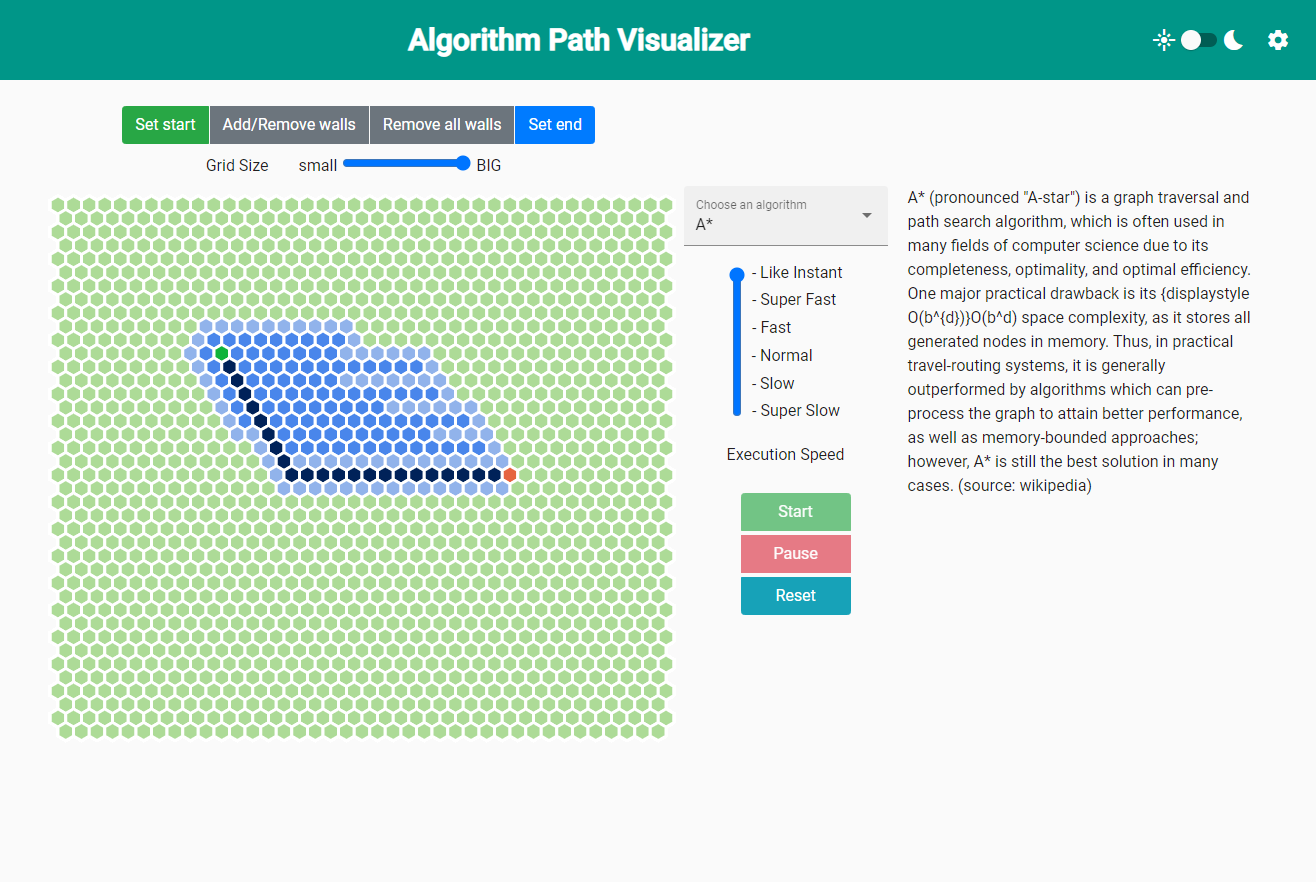 Algorithm Path Visualizer
Set start
Add/Remove walls
Remove all walls
Set end
Grid Size
small
BIG
Choose an algorithm
A*
- Like Instant
- Super Fast
- Fast
- Normal
- Slow
- Super Slow
Execution Speed
Start
Pause
Reset
A* (pronounced "A-star") is a graph traversal and
path search algorithm, which is often used in
many fields of computer science due to its
completeness, optimality, and optimal efficiency.
One major practical drawback is its {displaystyle
O(b^{d})}O(b^d) space complexity, as it stores all
generated nodes in memory. Thus, in practical
travel-routing systems, it is generally
outperformed by algorithms which can pre-
process the graph to attain better performance,
as well as memory-bounded approaches;
however, A* is still the best solution in many
cases. (source: wikipedia)